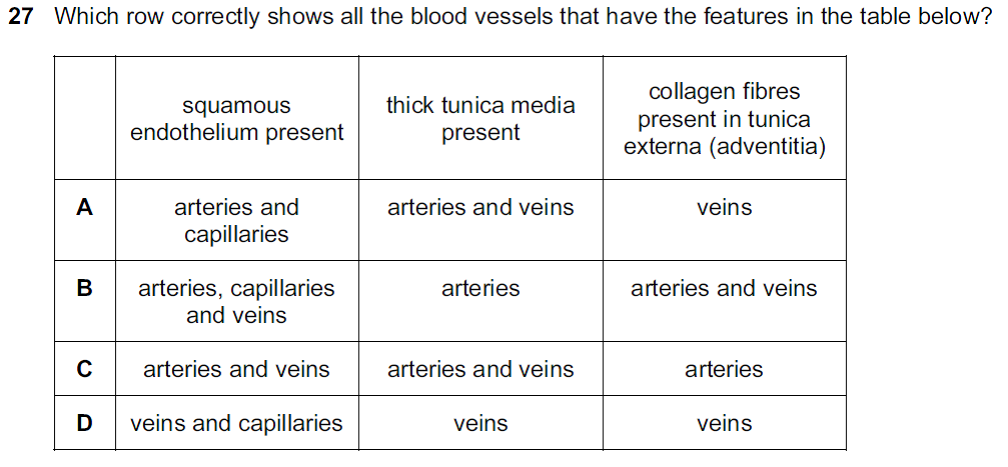 27 Which row correctly shows all the blood vessels that have the features in the table below?
squamous
endothelium present
thick tunica media
present
collagen fibres
present in tunica
externa (adventitia)
A
arteries and
capillaries
arteries and veins
veins
B
arteries, capillaries
and veins
arteries
arteries and veins
C
arteries and veins
arteries and veins
arteries
D
veins and capillaries
veins
veins